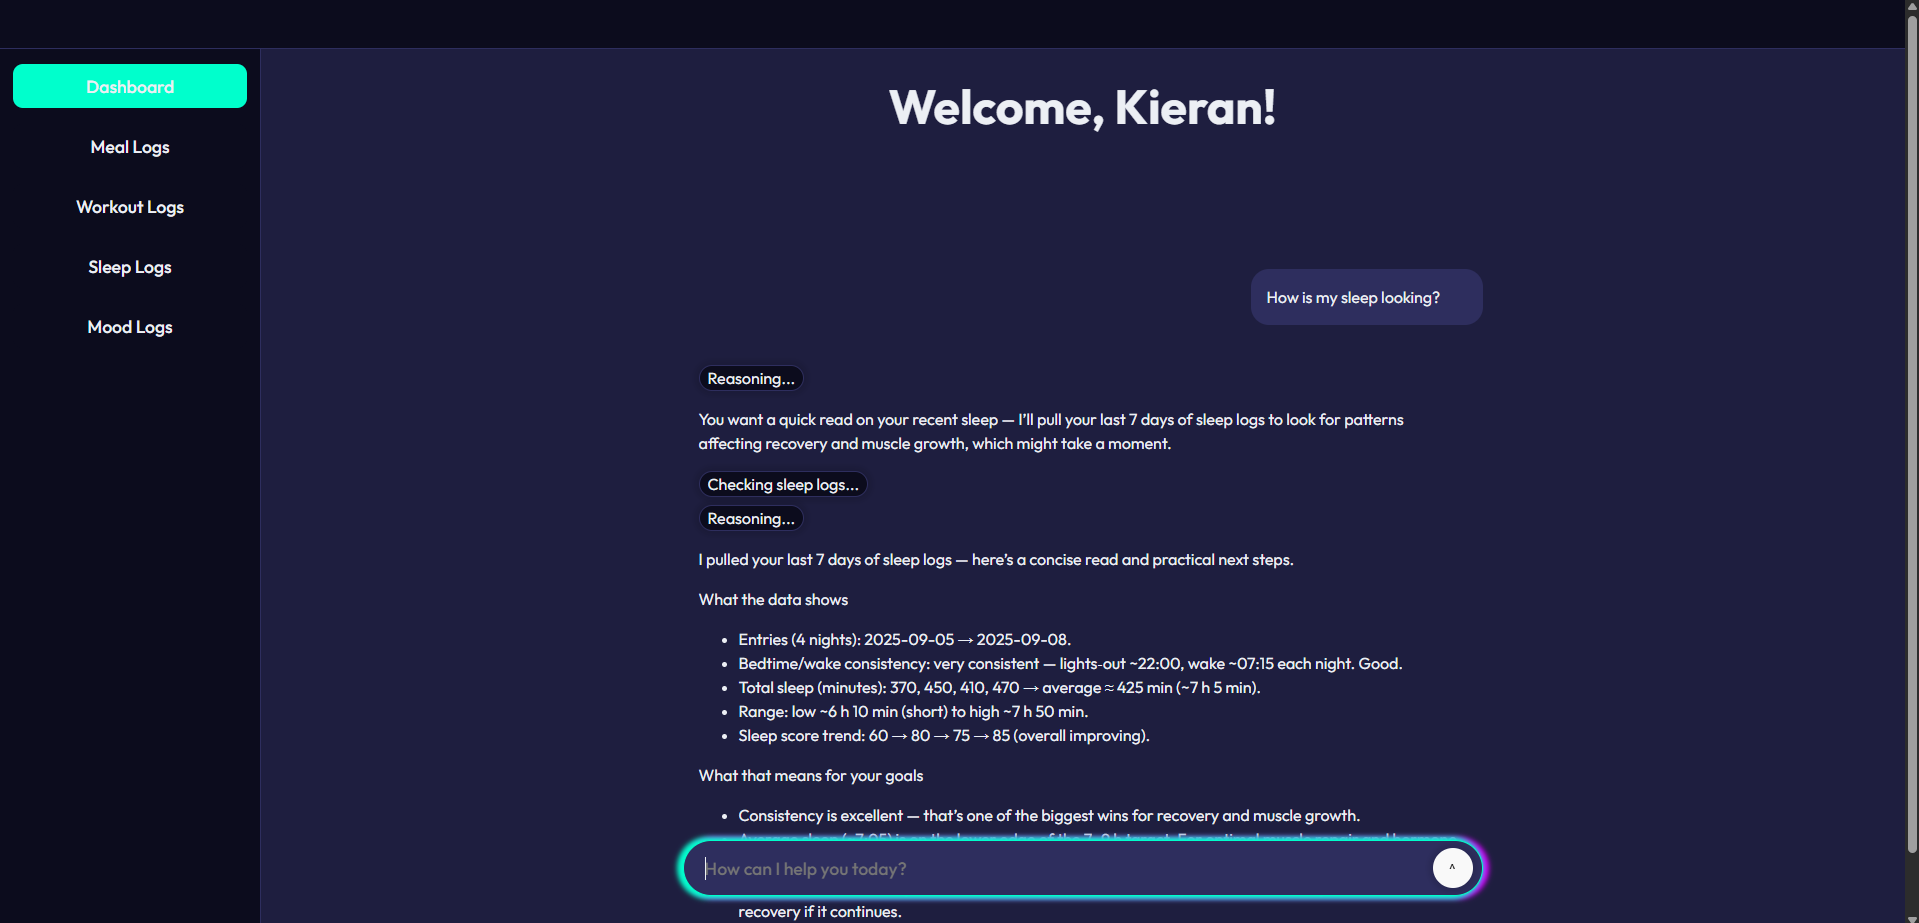 Dashboard
Meal Logs
Workout Logs
Sleep Logs
Mood Logs
Welcome, Kieran!
How is my sleep looking?
Reasoning...
You want a quick read on your recent sleep — I’ll pull your last 7 days of sleep logs to look for patterns
affecting recovery and muscle growth, which might take a moment.
Checking sleep logs...
Reasoning...
I pulled your last 7 days of sleep logs — here’s a concise read and practical next steps.
What the data shows
• Entries (4 nights): 2025-09-05 → 2025-09-08.
• Bedtime/wake consistency: very consistent — lights-out ~22:00, wake ~07:15 each night. Good.
• Total sleep (minutes): 370, 450, 410, 470 → average ≈ 425 min (~7 h 5 min).
• Range: low ~6 h 10 min (short) to high ~7 h 50 min.
• Sleep score trend: 60 → 80 → 75 → 85 (overall improving).
What that means for your goals
• Consistency is excellent — that’s one of the biggest wins for recovery and muscle growth.
How can I help you today?
^
recovery if it continues.